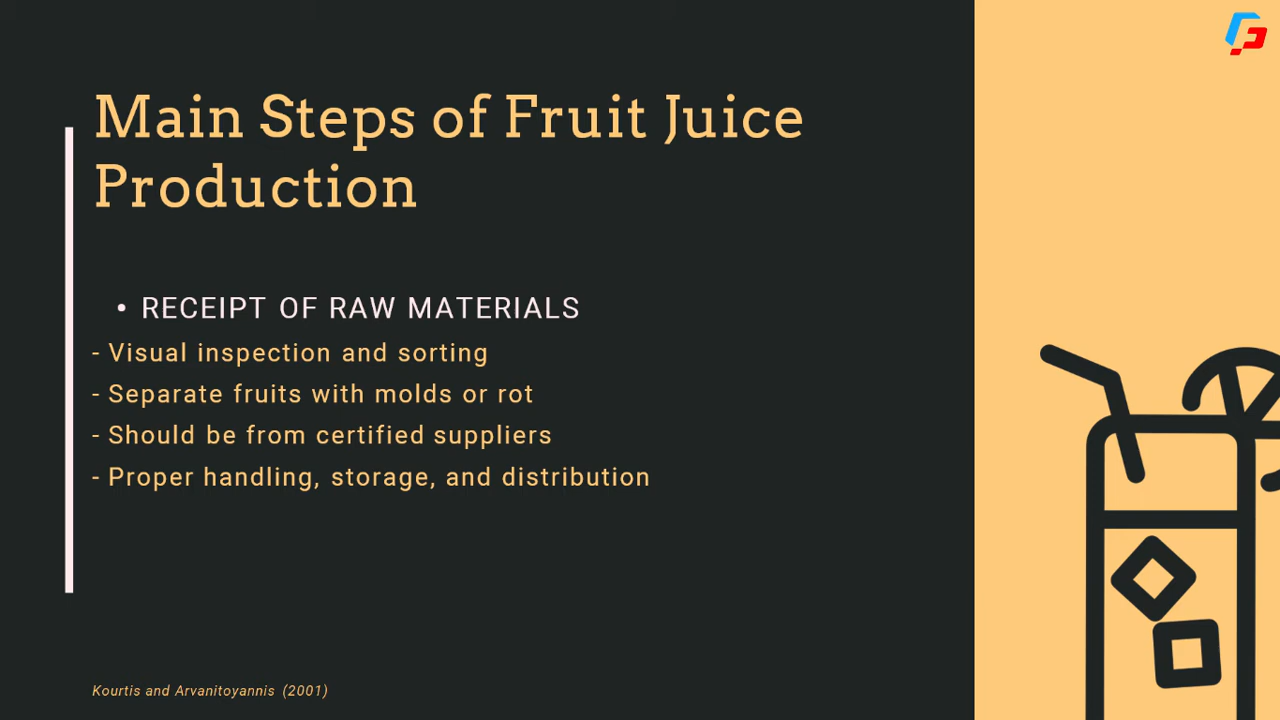 Main Steps of Fruit Juice
Production
• RECEIPT OF RAW MATERIALS
- Visual inspection and sorting
- Separate fruits with molds or rot
- Should be from certified suppliers
- Proper handling, storage, and distribution
Kourtis and Arvanitoyannis (2001)